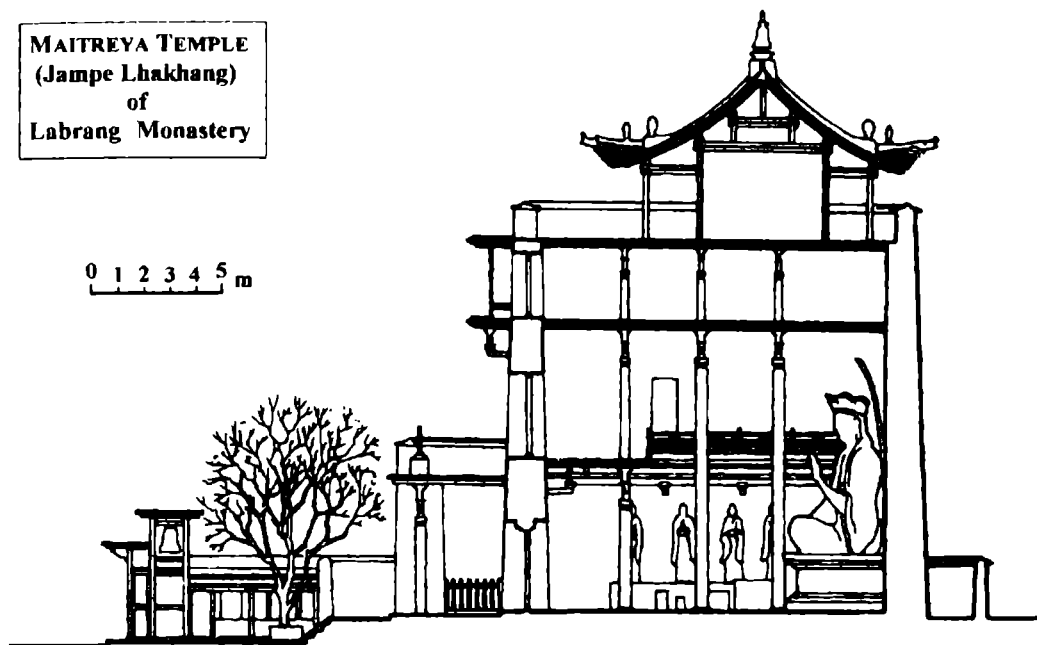 MAITREYA TEMPLE
(Jampe Lhakhang)
of
Labrang Monastery
0 1 2 3 4 5 m